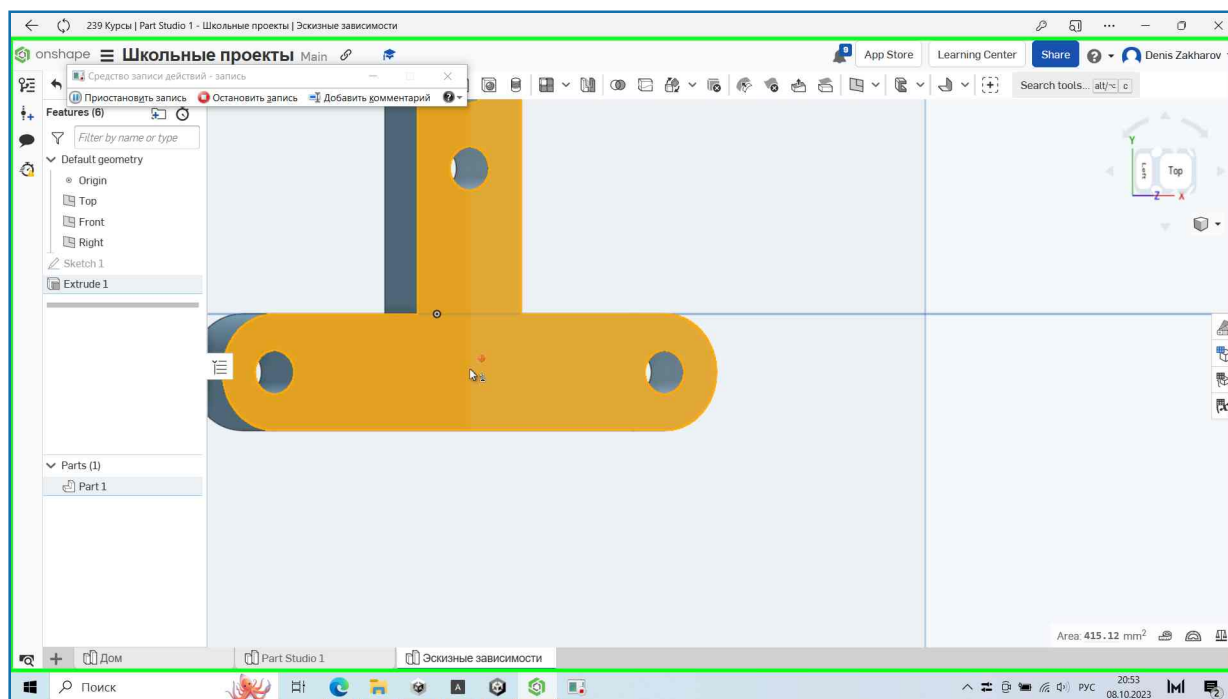 239 Курсы | Part Studio 1 - Школьные проекты | Эскизные зависимости
onshape Школьные проекты Main 9 App Store Learning Center Share Denis Zakharov
Средство записи действий - запись
Приостановить запись Остановить запись Добавить комментарий
Search tools... alt/⌥ c
Features (6)
Filter by name or type
Default geometry
Origin
Top
Front
Right
Sketch 1
Extrude 1
Y
Left
Top
Z X
Parts (1)
Part 1
Area: 415.12 mm²
Дом Part Studio 1 Эскизные зависимости
Поиск
РУС
20:53
08.10.2023